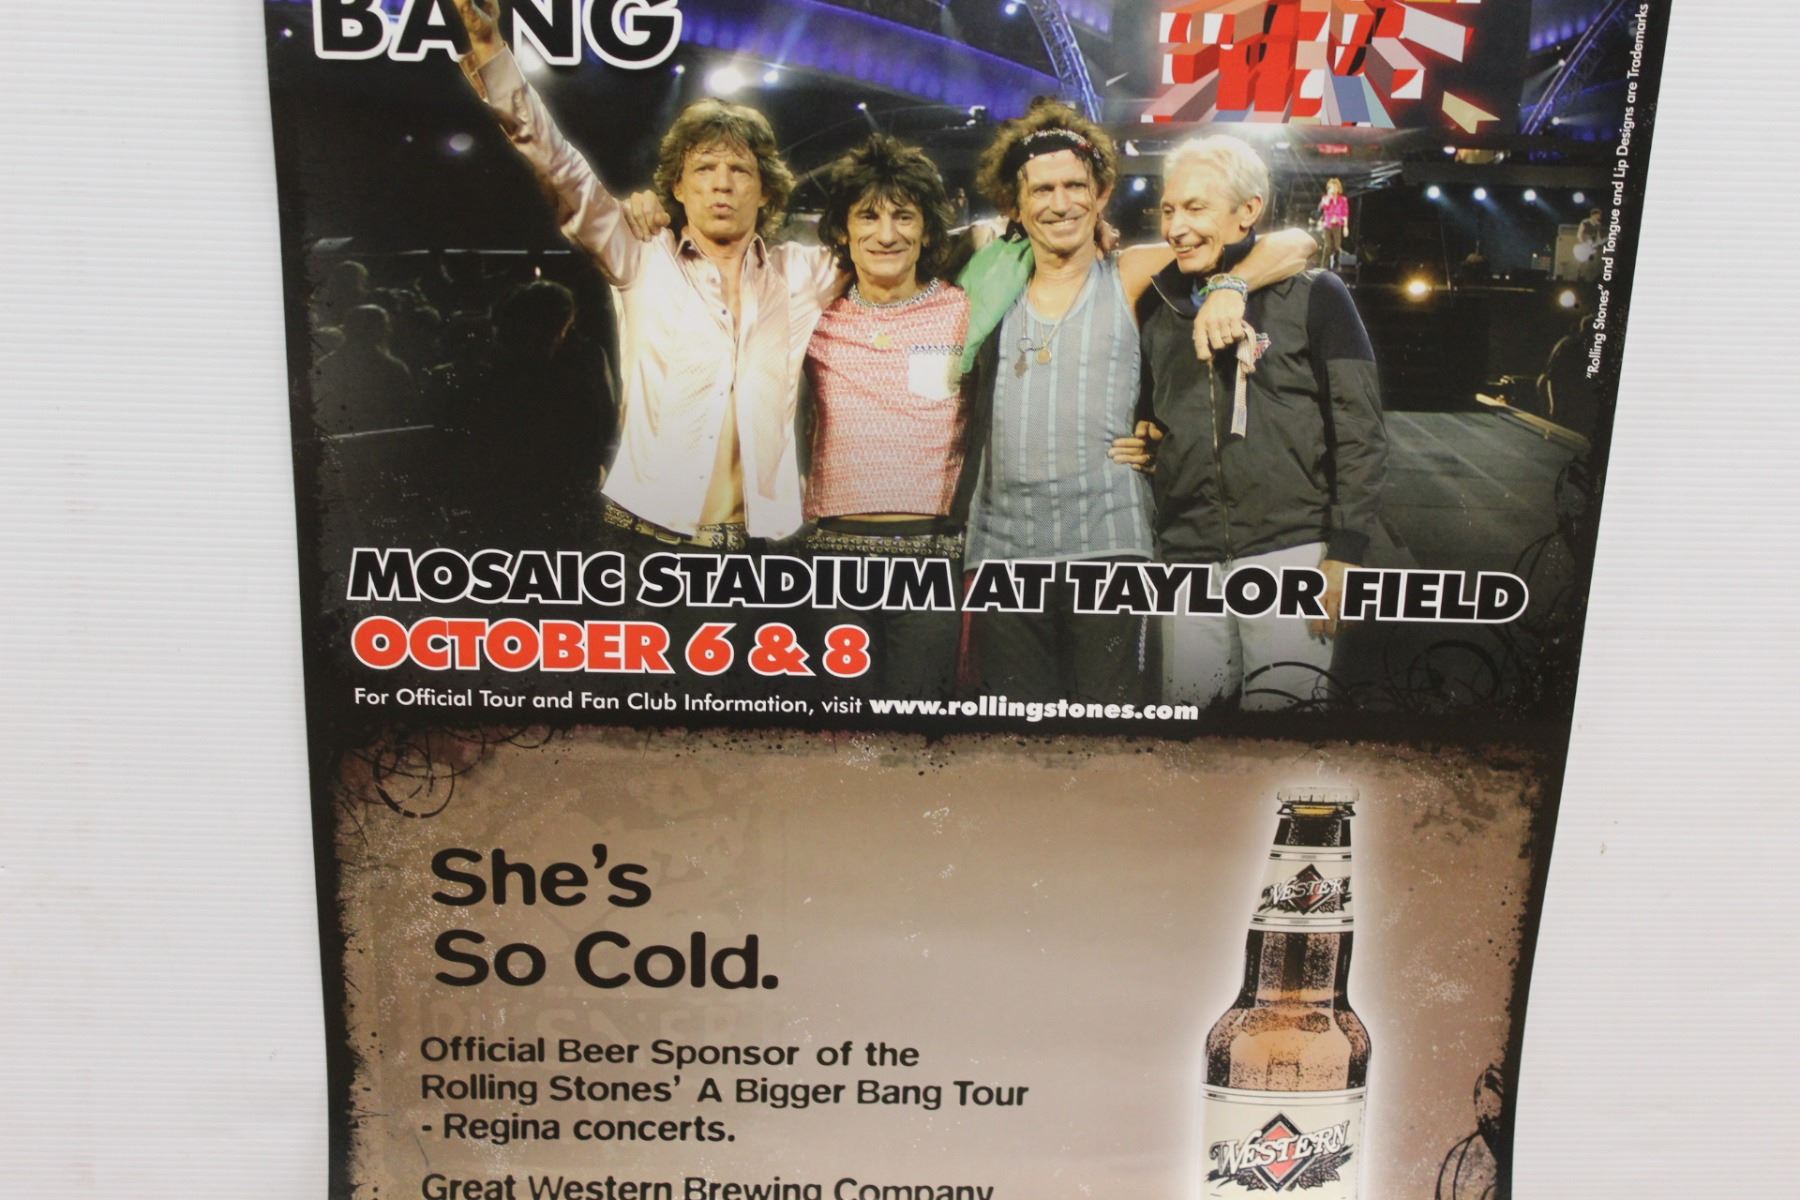 BANG
"Rolling Stones" and Tongue and Lip Designs are Trademarks
MOSAIC STADIUM AT TAYLOR FIELD
OCTOBER 6 & 8
For Official Tour and Fan Club Information, visit www.rollingstones.com
She's
So Cold.
PILSNER
Official Beer Sponsor of the
Rolling Stones' A Bigger Bang Tour
- Regina concerts.
Great Western Brewing Company
WESTERN
WESTERN